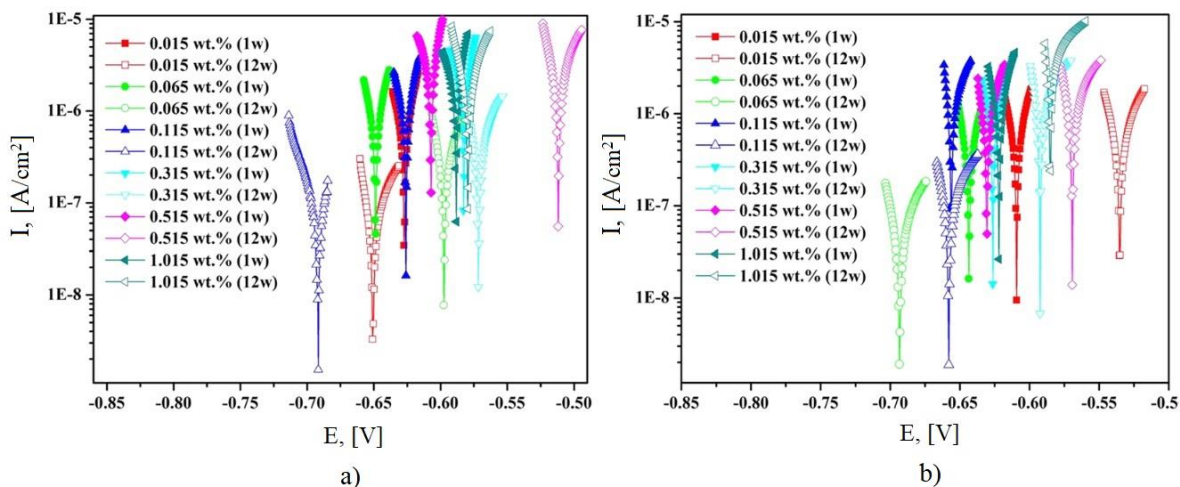 1E-5
1E-6
1E-7
1E-8
I, [A/cm²]
0.015 wt.% (1w)
0.015 wt.% (12w)
0.065 wt.% (1w)
0.065 wt.% (12w)
0.115 wt.% (1w)
0.115 wt.% (12w)
0.315 wt.% (1w)
0.315 wt.% (12w)
0.515 wt.% (1w)
0.515 wt.% (12w)
1.015 wt.% (1w)
1.015 wt.% (12w)
-0.85 -0.80 -0.75 -0.70 -0.65 -0.60 -0.55 -0.50
E, [V]
a)
1E-5
1E-6
1E-7
1E-8
I, [A/cm²]
0.015 wt.% (1w)
0.015 wt.% (12w)
0.065 wt.% (1w)
0.065 wt.% (12w)
0.115 wt.% (1w)
0.115 wt.% (12w)
0.315 wt.% (1w)
0.315 wt.% (12w)
0.515 wt.% (1w)
0.515 wt.% (12w)
1.015 wt.% (1w)
1.015 wt.% (12w)
-0.85 -0.80 -0.75 -0.70 -0.65 -0.60 -0.55 -0.5
E, [V]
b)